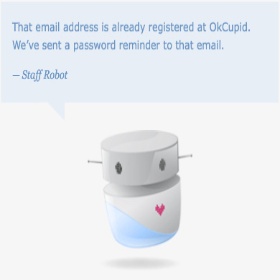 That email address is already registered at OkCupid.
We've sent a password reminder to that email.
— Staff Robot